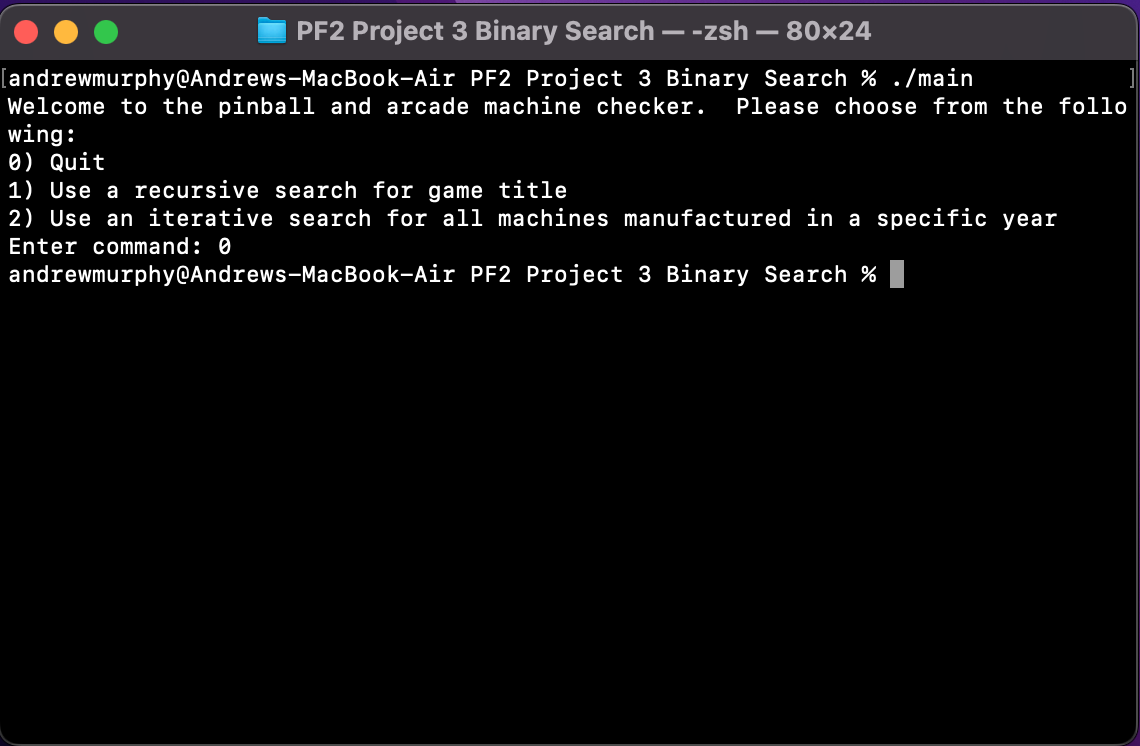 PF2 Project 3 Binary Search — -zsh — 80×24
[andrewmurphy@Andrews-MacBook-Air PF2 Project 3 Binary Search % ./main ]
Welcome to the pinball and arcade machine checker.  Please choose from the follo
wing:
0) Quit
1) Use a recursive search for game title
2) Use an iterative search for all machines manufactured in a specific year
Enter command: 0
andrewmurphy@Andrews-MacBook-Air PF2 Project 3 Binary Search %